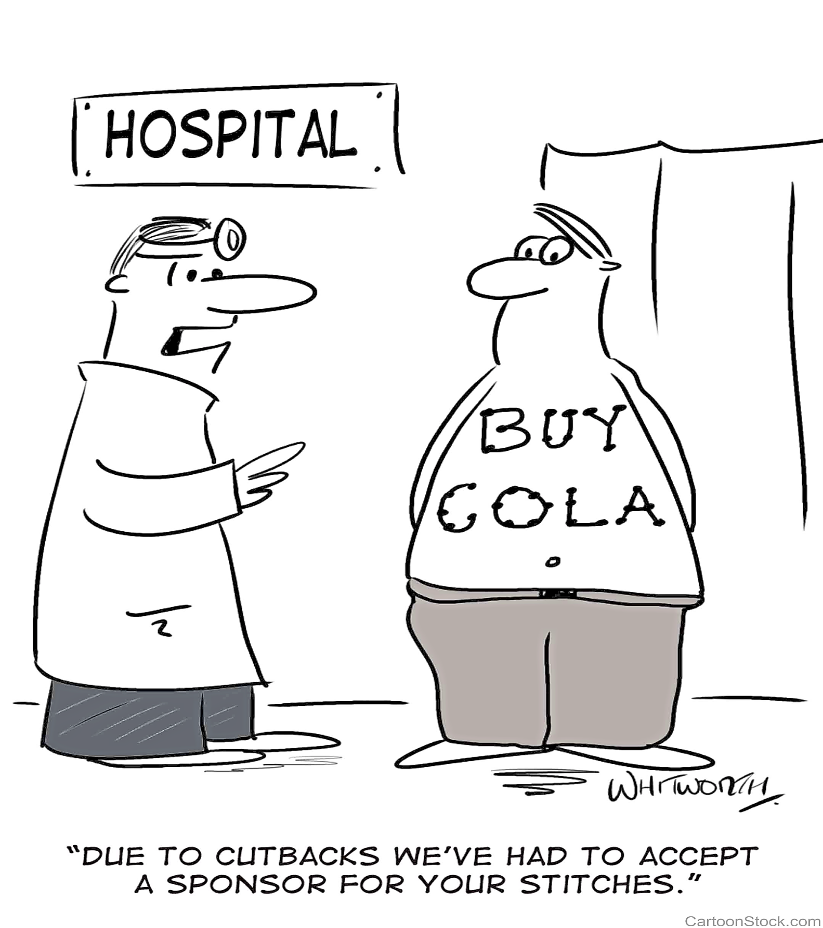 HOSPITAL
BUY
COLA
WHITWORTH.
"DUE TO CUTBACKS WE'VE HAD TO ACCEPT
A SPONSOR FOR YOUR STITCHES."
CartoonStock.com